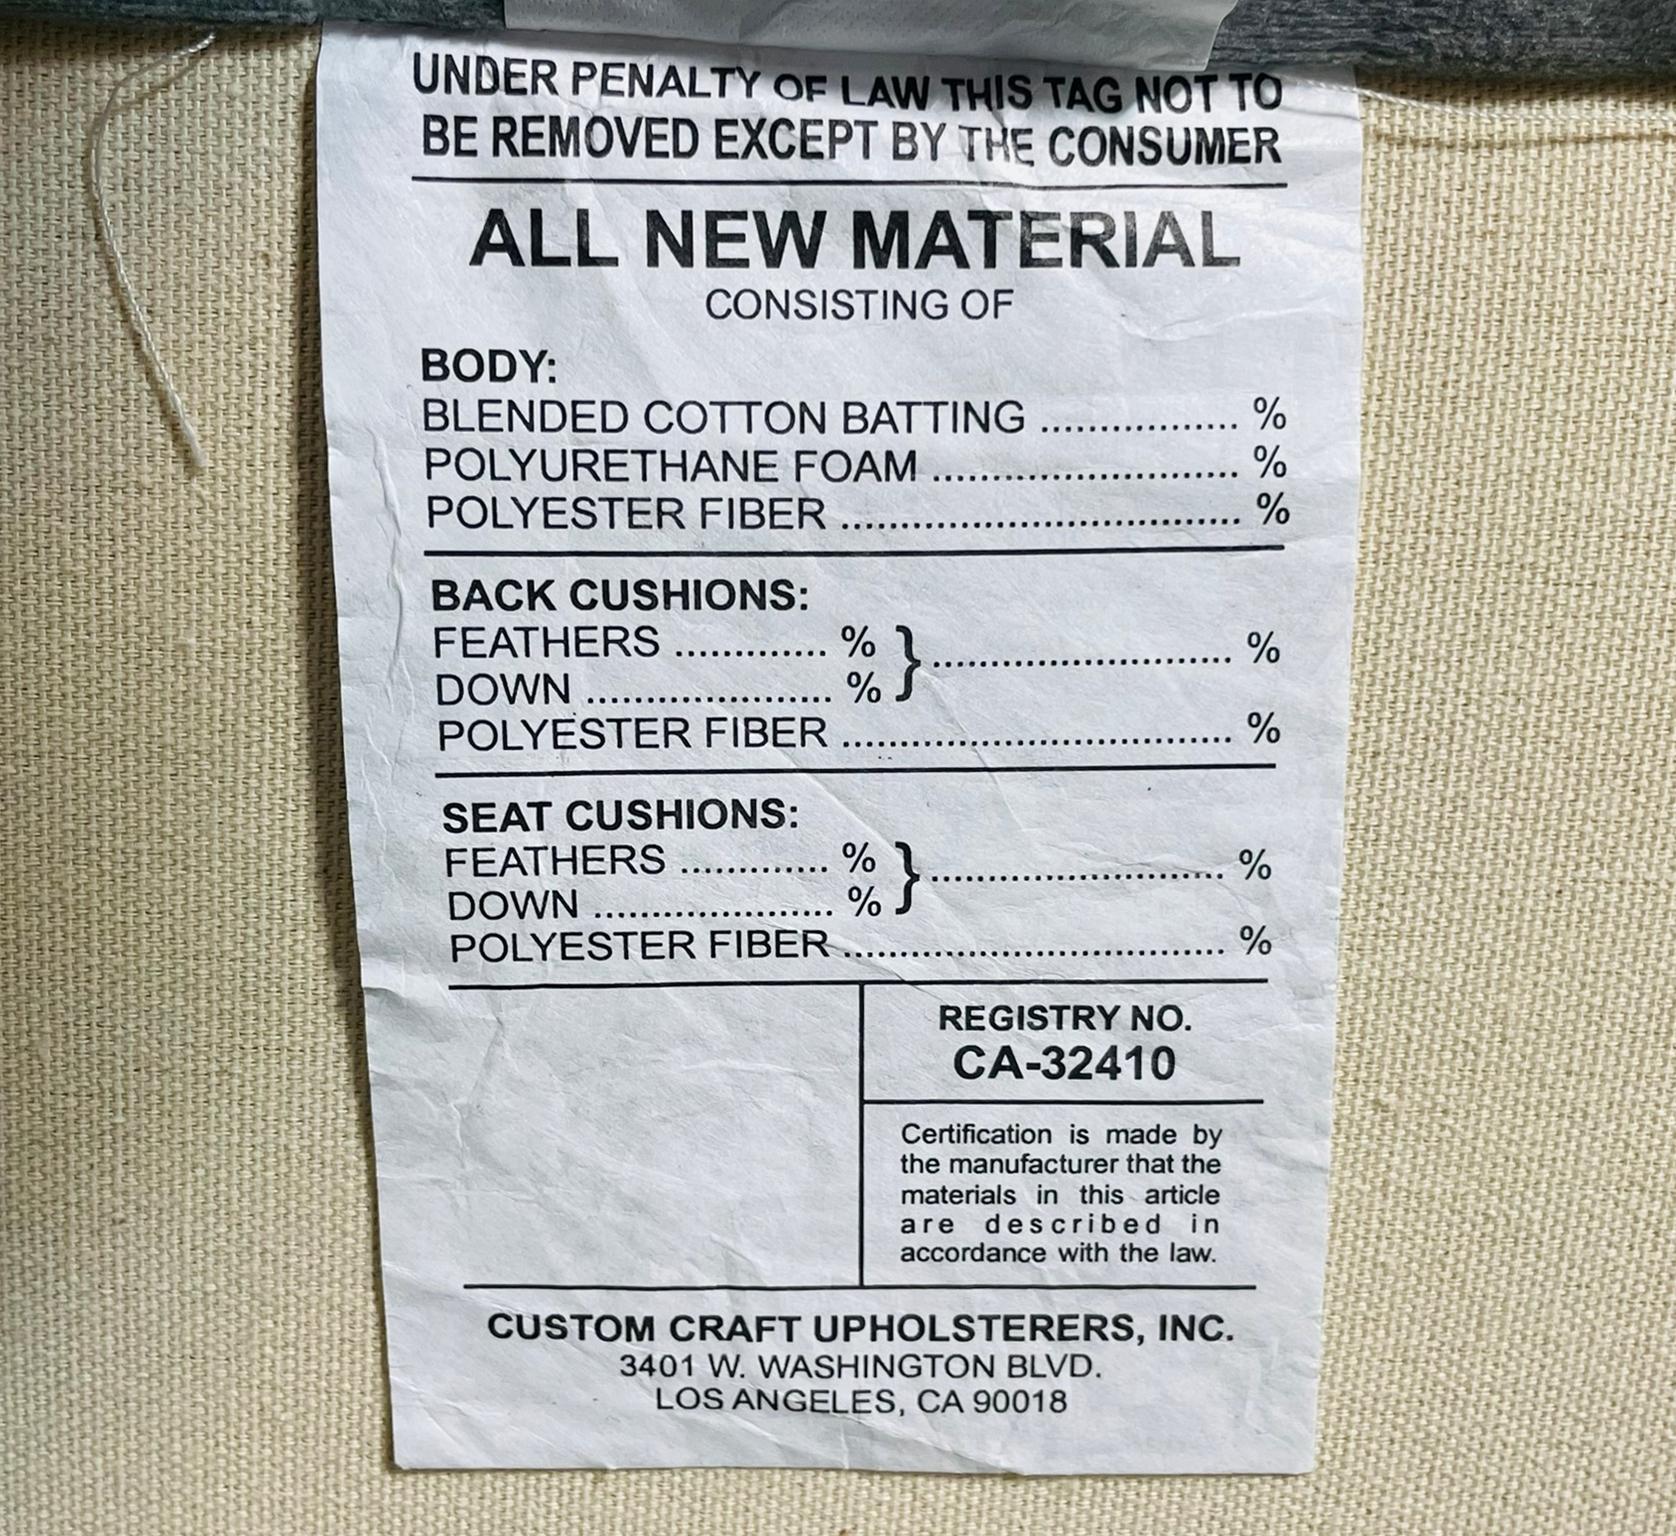 UNDER PENALTY OF LAW THIS TAG NOT TO
BE REMOVED EXCEPT BY THE CONSUMER
ALL NEW MATERIAL
CONSISTING OF
BODY:
BLENDED COTTON BATTING ................. %
POLYURETHANE FOAM .......................... %
POLYESTER FIBER .................................. %
BACK CUSHIONS:
FEATHERS ............. % } .......................... %
DOWN ..................... %
POLYESTER FIBER .................................. %
SEAT CUSHIONS:
FEATHERS ............. % } .......................... %
DOWN ..................... %
POLYESTER FIBER .................................. %
REGISTRY NO.
CA-32410
Certification is made by
the manufacturer that the
materials in this article
are described in
accordance with the law.
CUSTOM CRAFT UPHOLSTERERS, INC.
3401 W. WASHINGTON BLVD.
LOS ANGELES, CA 90018